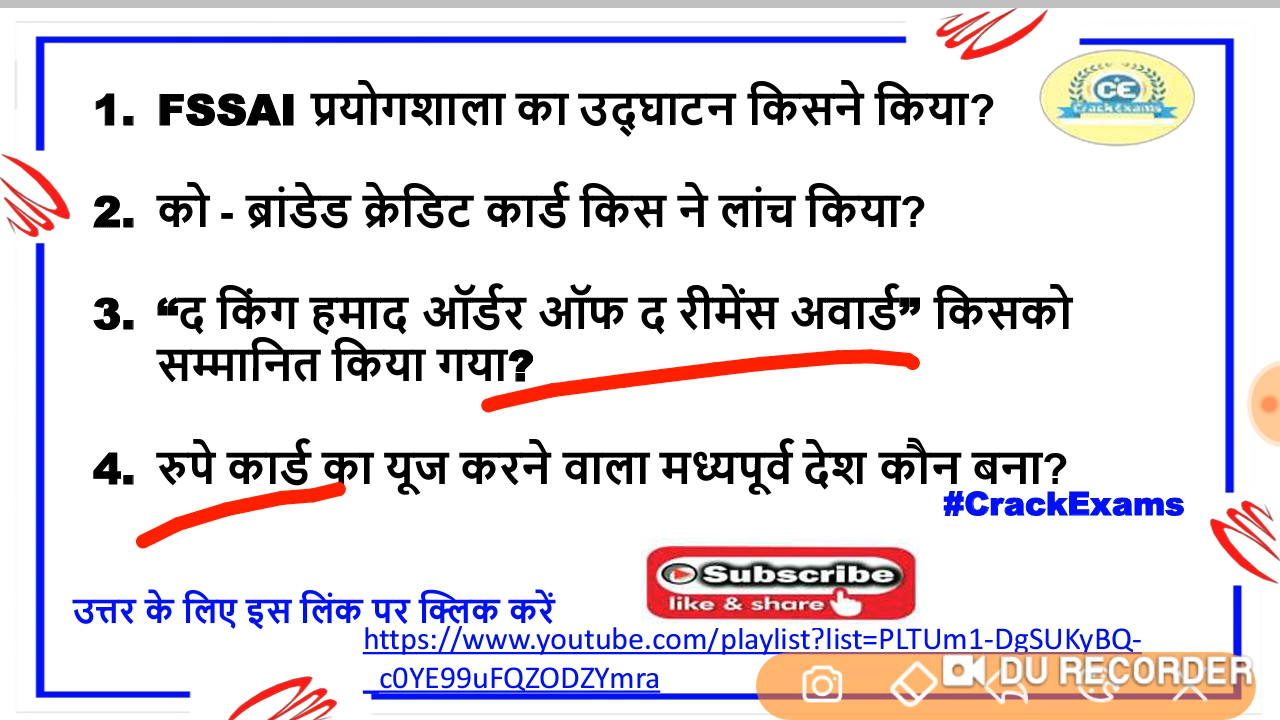 1. FSSAI प्रयोगशाला का उद्घाटन किसने किया?
CE
CrackExams
2. को - ब्रांडेड क्रेडिट कार्ड किस ने लांच किया?
3. “द किंग हमाद ऑर्डर ऑफ द रीमेंस अवार्ड” किसको
सम्मानित किया गया?
4. रुपे कार्ड का यूज करने वाला मध्यपूर्व देश कौन बना?
#CrackExams
Subscribe
like & share
उत्तर के लिए इस लिंक पर क्लिक करें
https://www.youtube.com/playlist?list=PLTUm1-DgSUKyBQ-
_c0YE99uFQZODZYmra
DU RECORDER